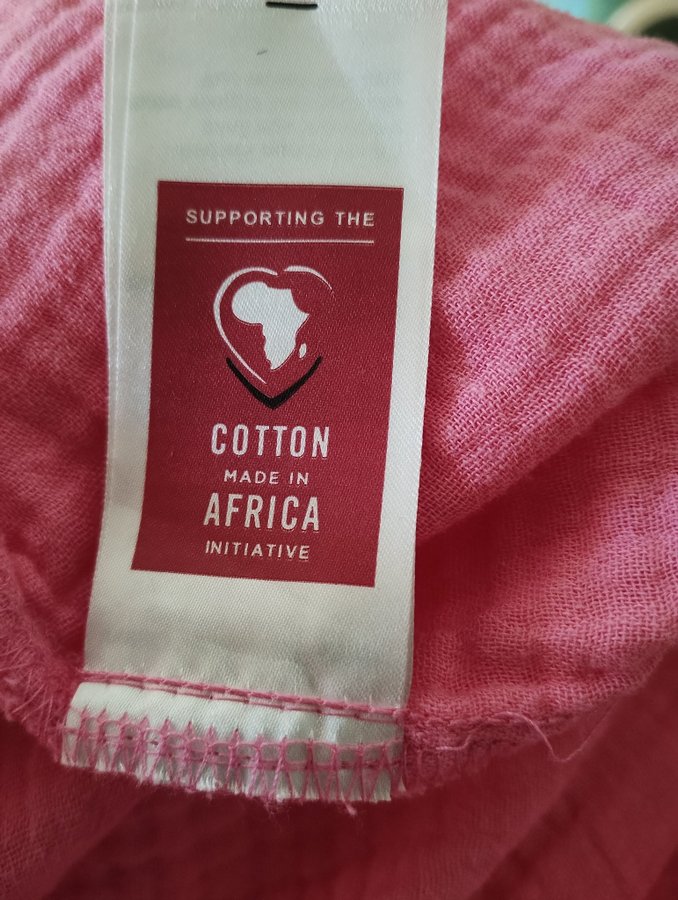 SUPPORTING THE
COTTON
MADE IN
AFRICA
INITIATIVE